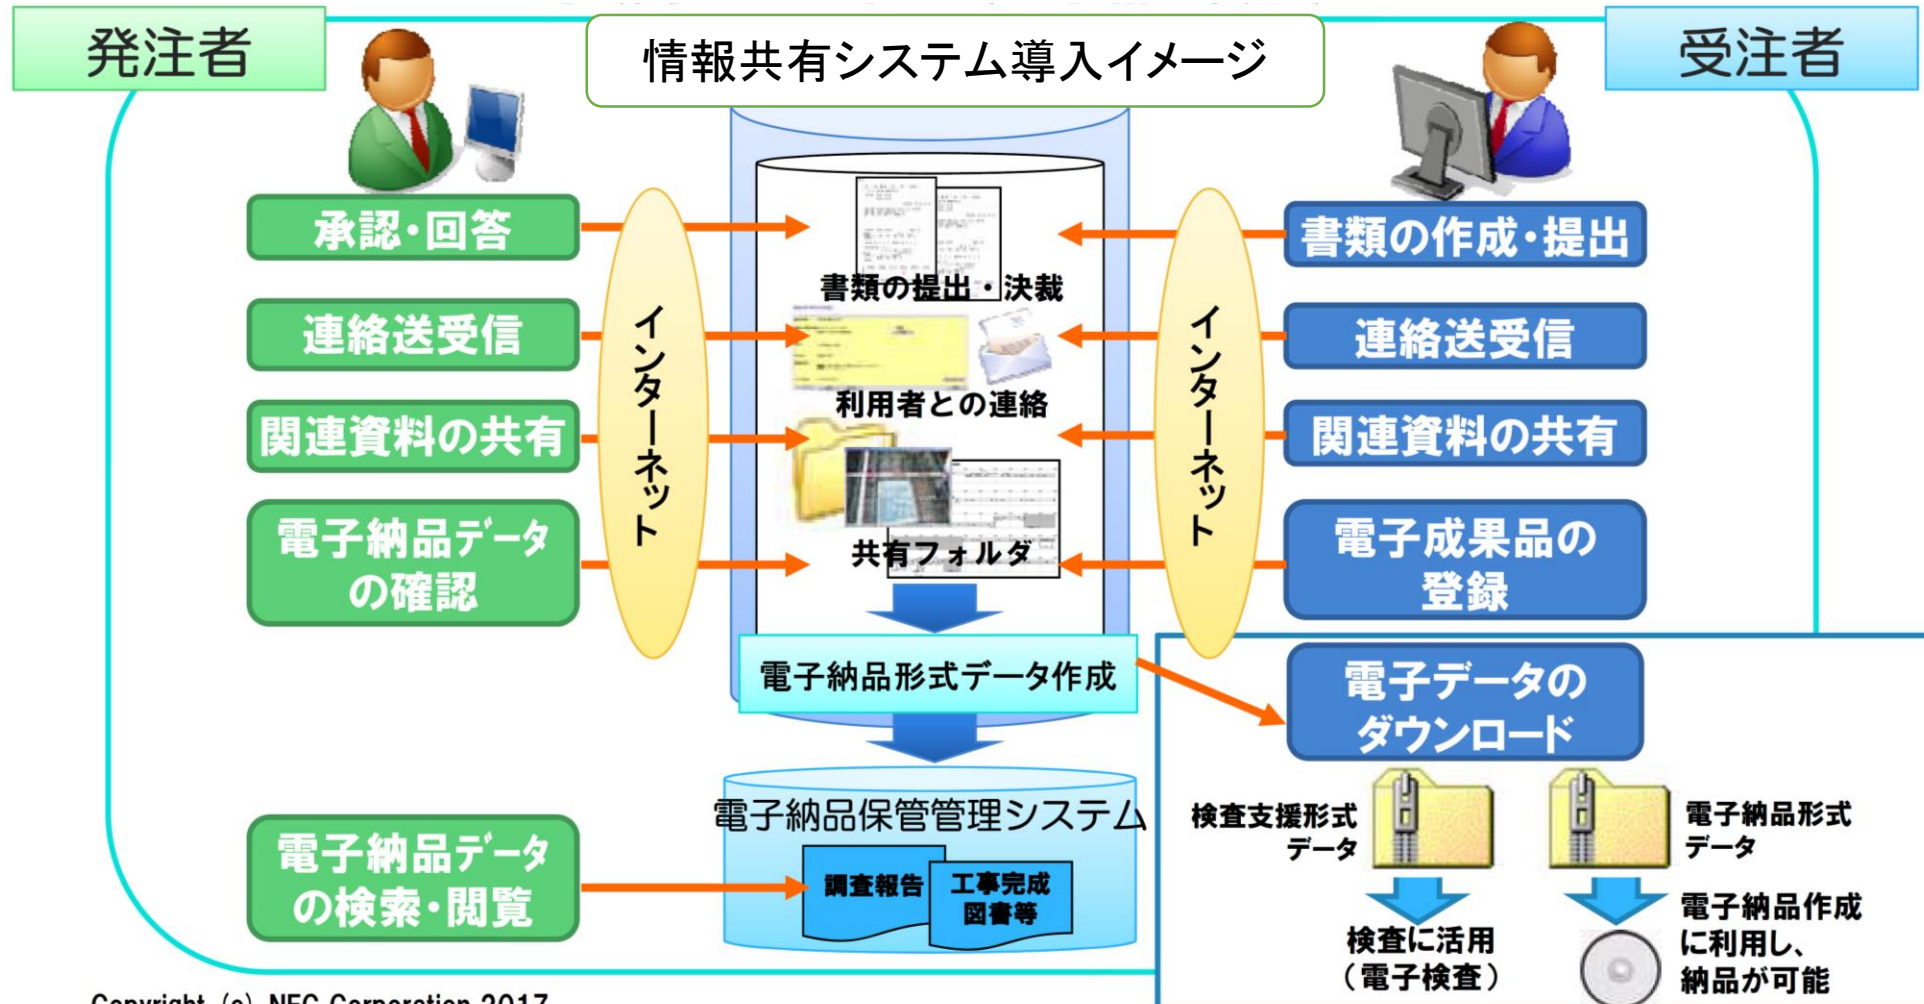 発注者
情報共有システム導入イメージ
受注者
承認・回答
連絡送受信
関連資料の共有
電子納品データ
の確認
電子納品データ
の検索・閲覧
インターネット
書類の提出・決裁
利用者との連絡
共有フォルダ
電子納品形式データ作成
電子納品保管管理システム
調査報告
工事完成
図書等
インターネット
書類の作成・提出
連絡送受信
関連資料の共有
電子成果品の
登録
電子データの
ダウンロード
検査支援形式
データ
電子納品形式
データ
検査に活用
（電子検査）
電子納品作成
に利用し、
納品が可能
Copyright (c) NEC Corporation 2017